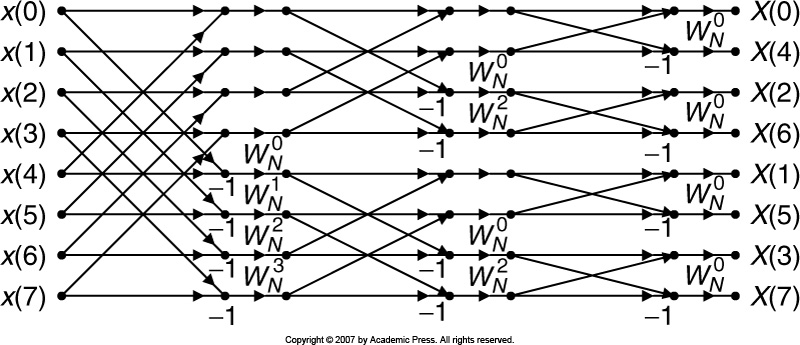 x(0) X(0)
W_N^0
x(1) -1 X(4)
W_N^0
x(2) -1 W_N^2 W_N^0 X(2)
x(3) -1 -1 X(6)
W_N^0
x(4) -1 W_N^1 W_N^0 X(1)
x(5) -1 -1 X(5)
W_N^2 W_N^0
x(6) -1 W_N^3 -1 W_N^2 W_N^0 X(3)
x(7) -1 -1 -1 X(7)
Copyright © 2007 by Academic Press. All rights reserved.